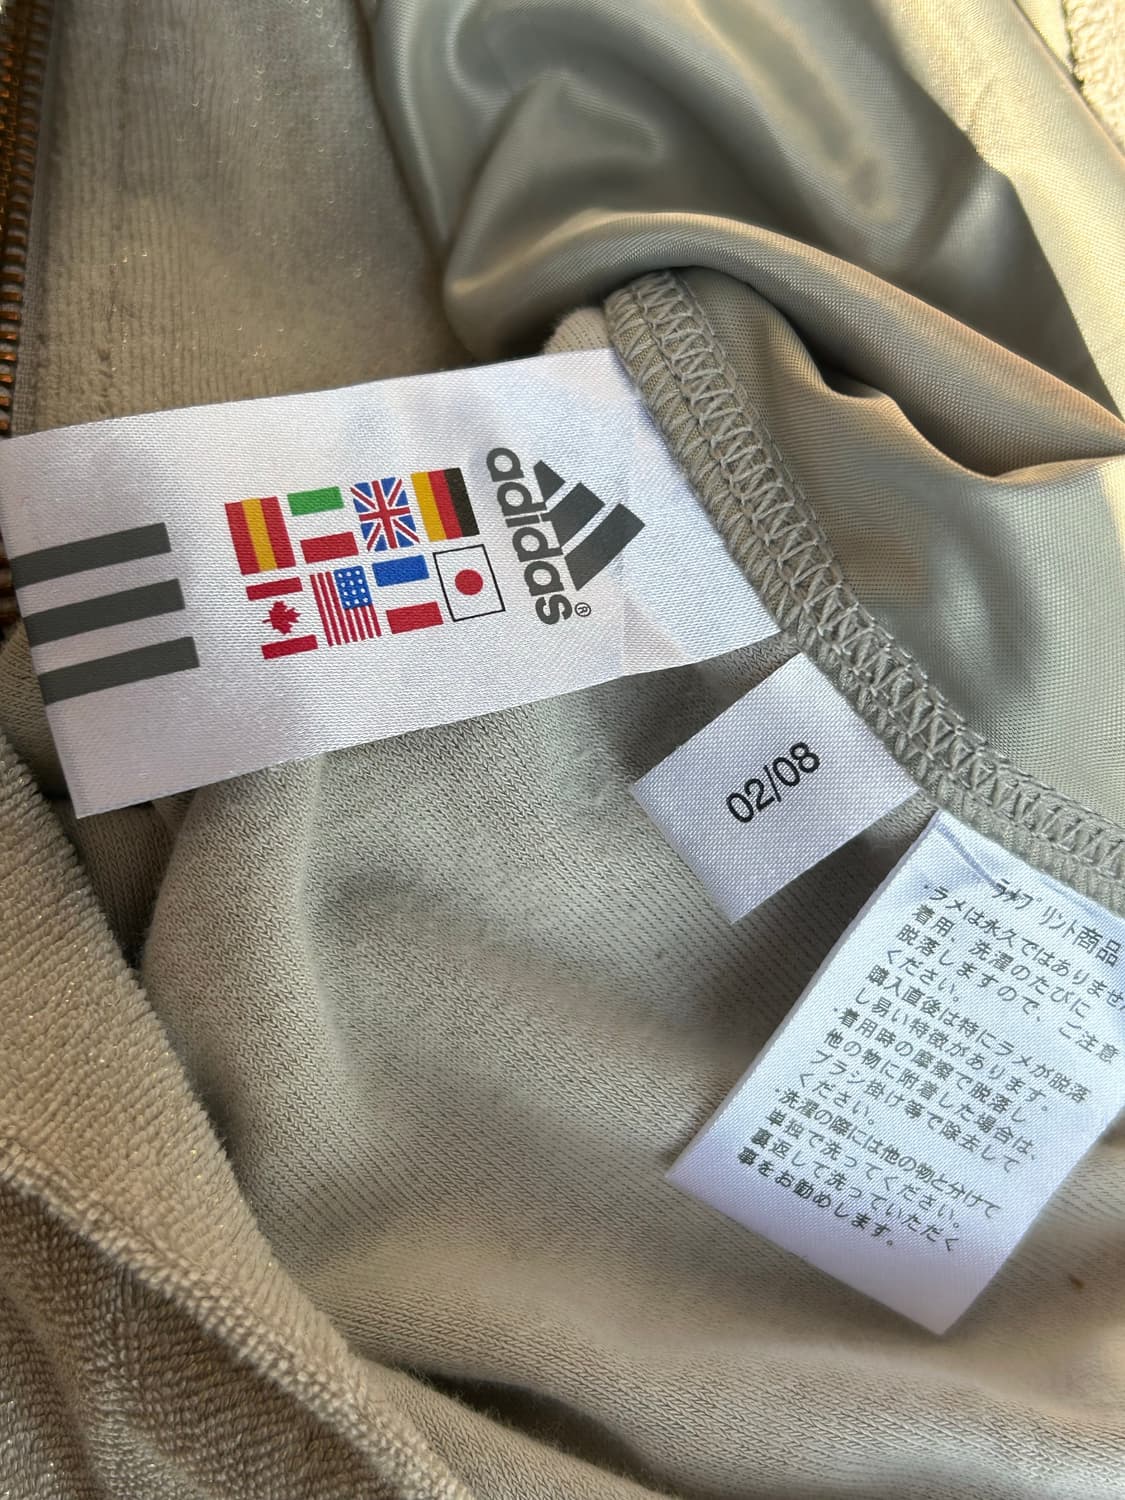 adidas®
02/08
ラメプリント商品
・ラメは永久ではありません
着用、洗濯のたびに
脱落しますので、ご注意
ください。
購入直後は特にラメが脱落
し易い特徴があります。
・着用時の摩擦で脱落し
他の物に附着した場合は、
ブラシ掛け等で除去して
ください。
・洗濯の際には他の物と分けて
単独で洗ってください。
裏返して洗っていただく
事をお勧めします。